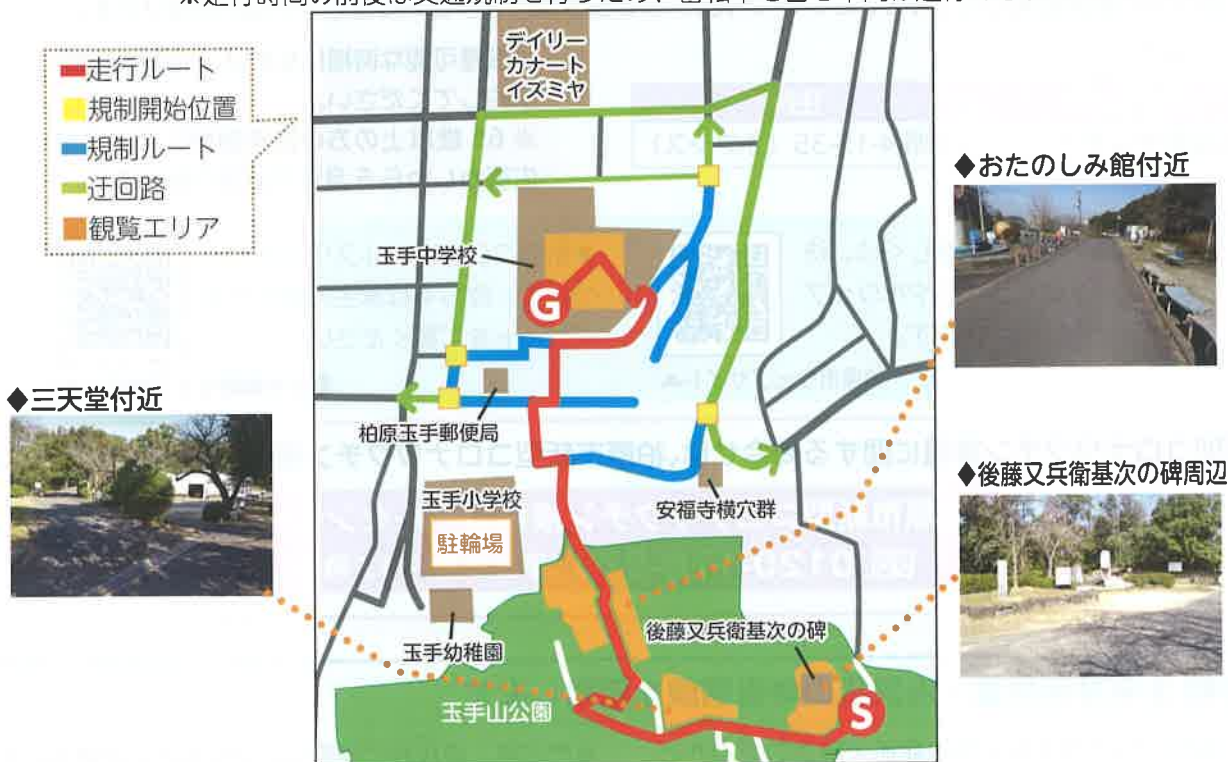 走行ルート
規制開始位置
規制ルート
迂回路
観覧エリア
デイリー
カナート
イズミヤ
◆おたのしみ館付近
玉手中学校
G
◆三天堂付近
柏原玉手郵便局
◆後藤又兵衛基次の碑周辺
玉手小学校
安福寺横穴群
駐輪場
後藤又兵衛基次の碑
玉手幼稚園
玉手山公園
S